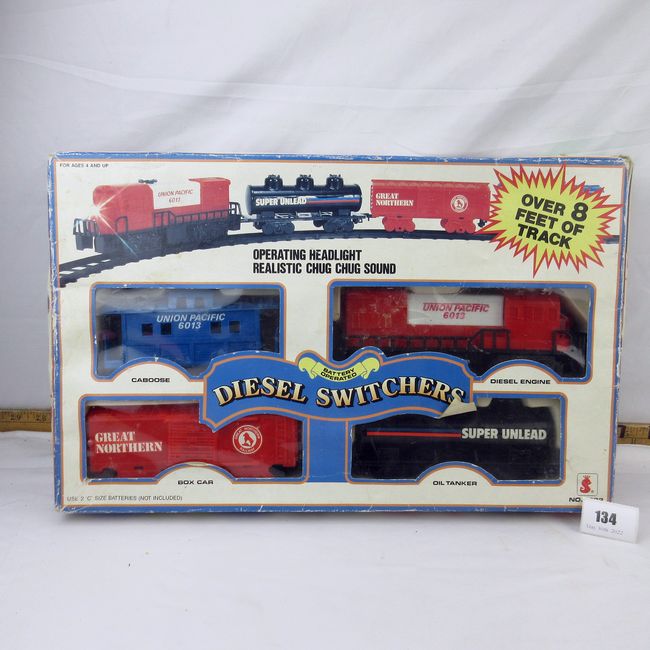 FOR AGES 4 AND UP
UNION PACIFIC
6013
SUPER UNLEAD
GREAT
NORTHERN
OVER 8
FEET OF
TRACK
OPERATING HEADLIGHT
REALISTIC CHUG CHUG SOUND
UNION PACIFIC
6013
UNION PACIFIC
6013
CABOOSE
DIESEL ENGINE
BATTERY
OPERATED
DIESEL SWITCHERS
GREAT
NORTHERN
SUPER UNLEAD
BOX CAR
OIL TANKER
USE 2 "C" SIZE BATTERIES (NOT INCLUDED)
NO.
134
2022